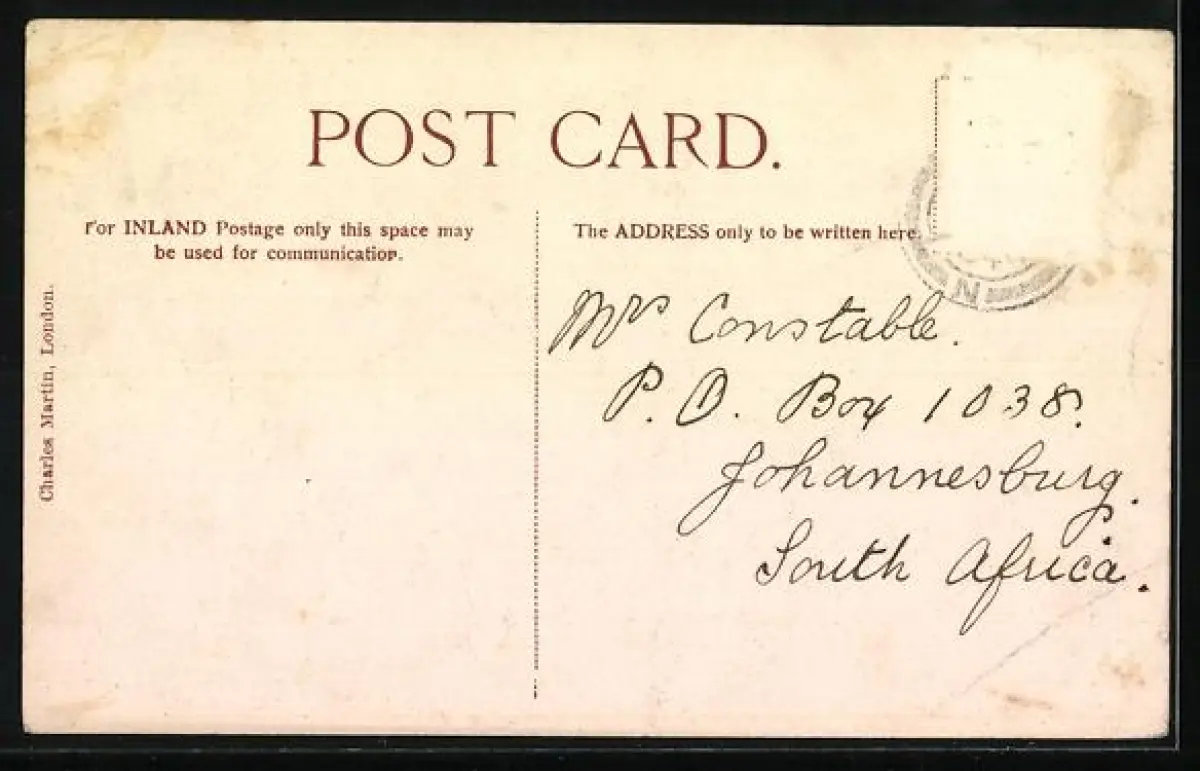 POST CARD.
For INLAND Postage only this space may
be used for communication.
The ADDRESS only to be written here.
Charles Martin, London.
Mrs Constable.
P. O. Box 1038.
Johannesburg.
South Africa.
N